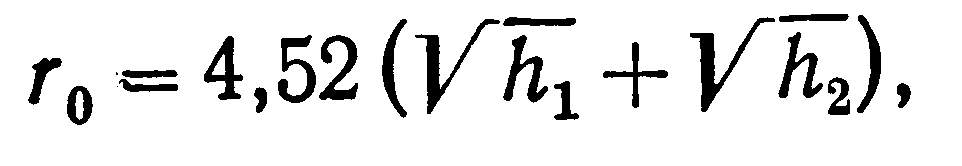 r₀ = 4,52 (√h₁ + √h₂),